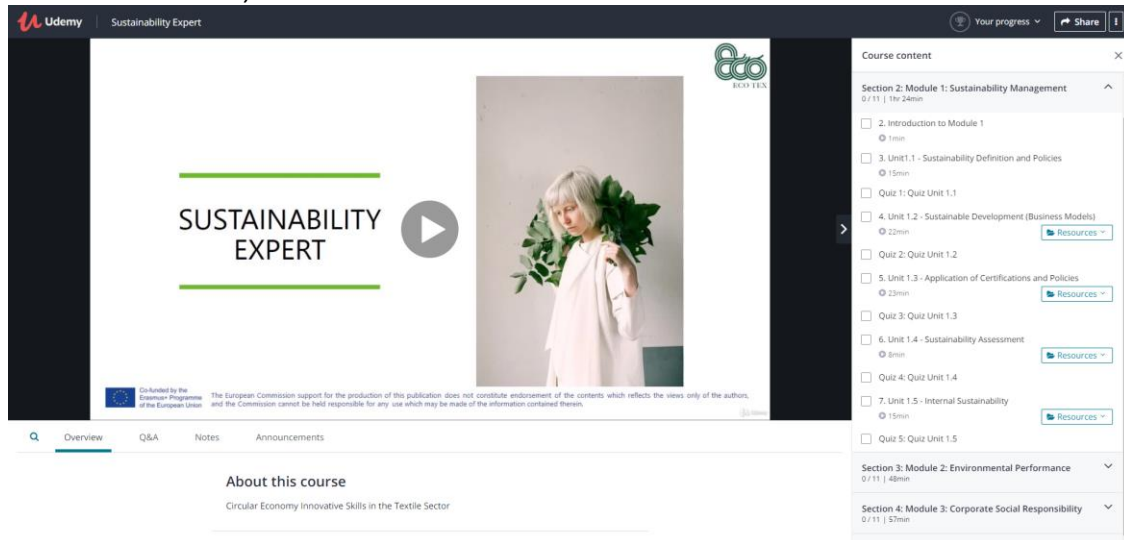 Udemy
Sustainability Expert
Your progress
Share
ECO TEX
SUSTAINABILITY
EXPERT
Co-funded by the
Erasmus+ Programme
of the European Union
The European Commission support for the production of this publication does not constitute endorsement of the contents which reflects the views only of the authors,
and the Commission cannot be held responsible for any use which may be made of the information contained therein.
Overview
Q&A
Notes
Announcements
About this course
Circular Economy Innovative Skills in the Textile Sector
Course content
Section 2: Module 1: Sustainability Management
0 / 11 | 1hr 24min
2. Introduction to Module 1
1min
3. Unit1.1 - Sustainability Definition and Policies
15min
Quiz 1: Quiz Unit 1.1
4. Unit 1.2 - Sustainable Development (Business Models)
22min
Resources
Quiz 2: Quiz Unit 1.2
5. Unit 1.3 - Application of Certifications and Policies
23min
Resources
Quiz 3: Quiz Unit 1.3
6. Unit 1.4 - Sustainability Assessment
8min
Resources
Quiz 4: Quiz Unit 1.4
7. Unit 1.5 - Internal Sustainability
15min
Resources
Quiz 5: Quiz Unit 1.5
Section 3: Module 2: Environmental Performance
0 / 11 | 48min
Section 4: Module 3: Corporate Social Responsibility
0 / 11 | 57min